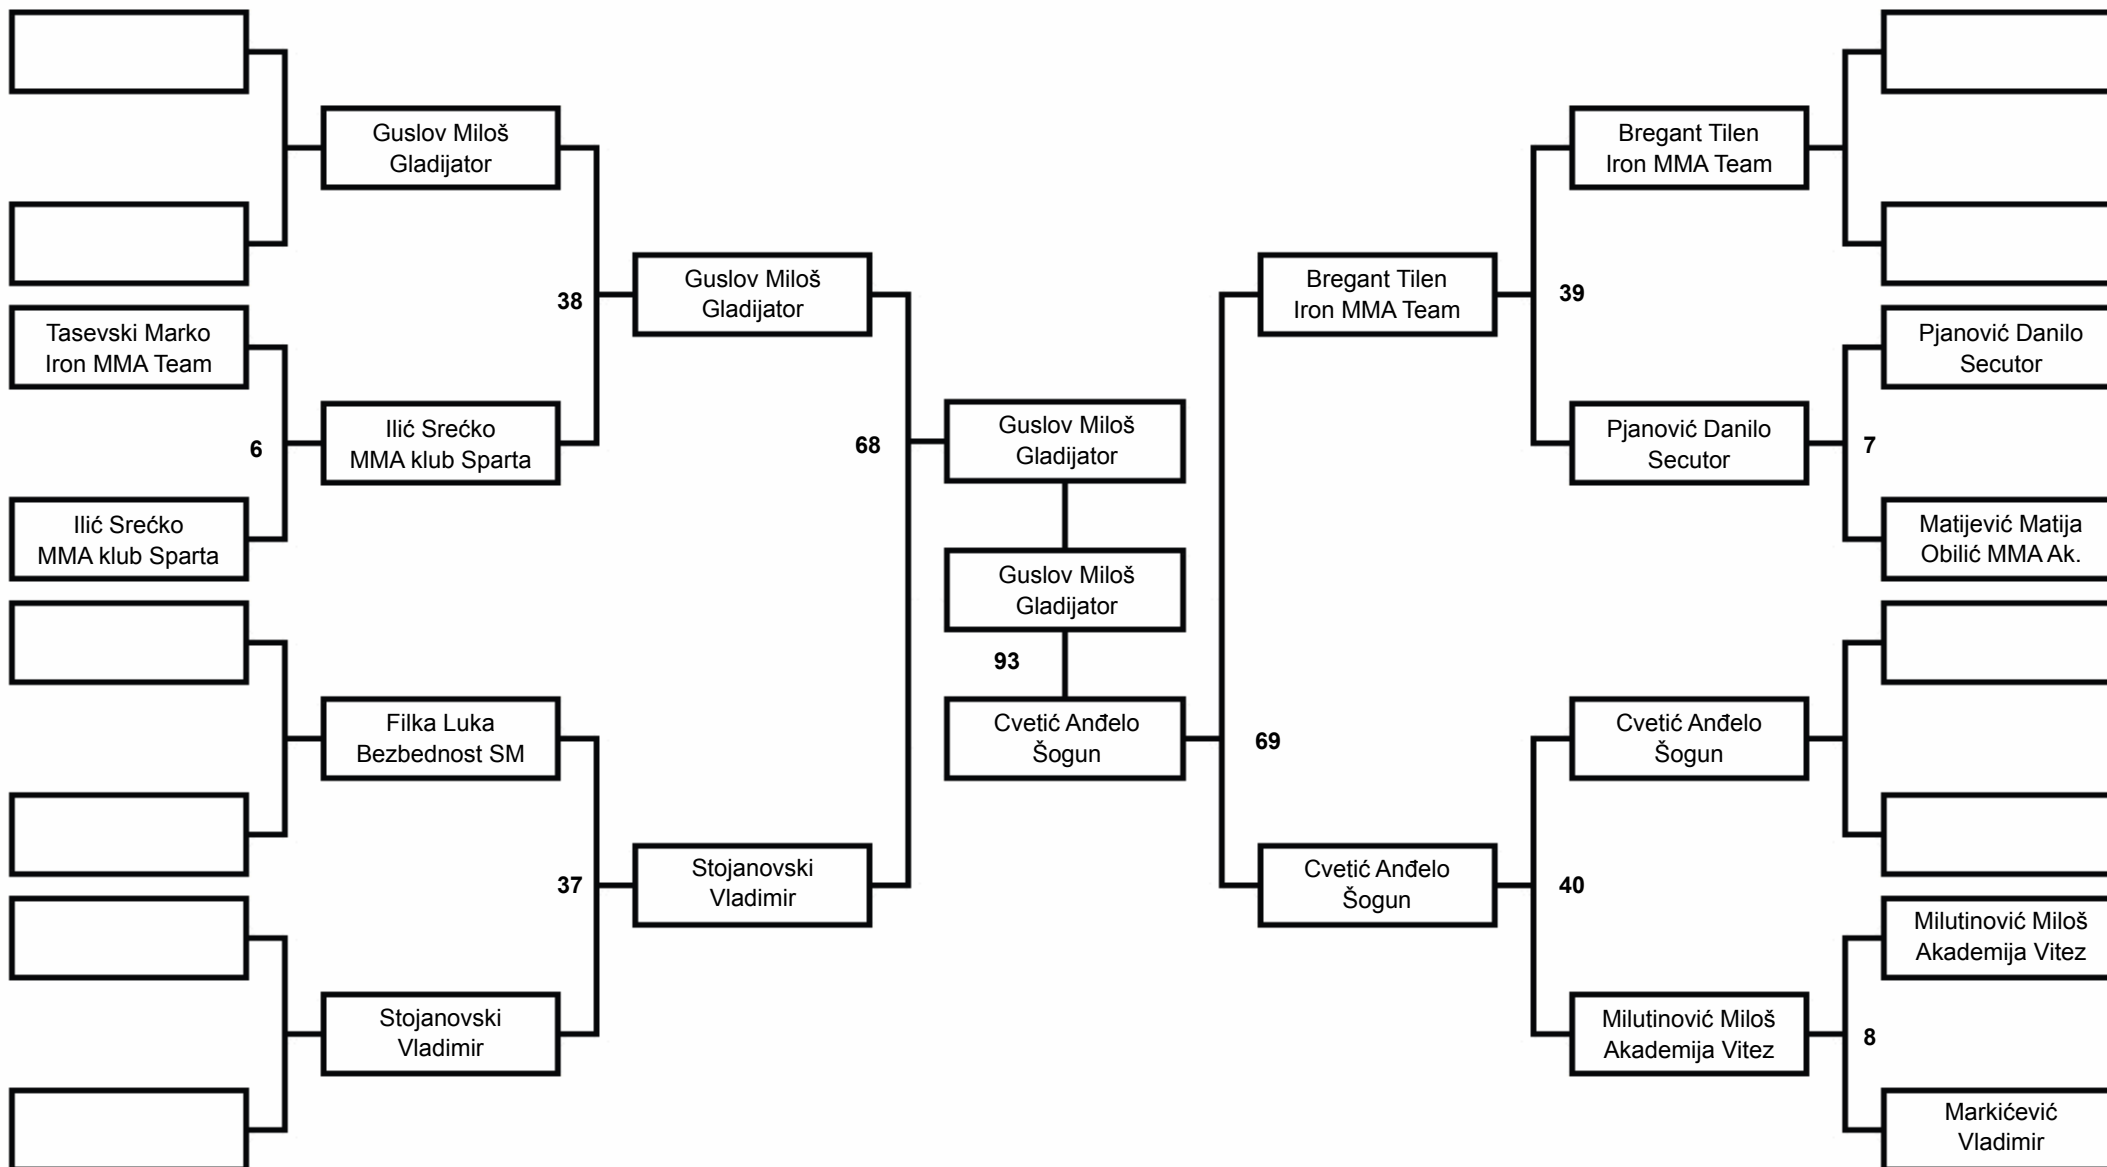 Guslov Miloš
Gladijator
38
Tasevski Marko
Iron MMA Team
6
Ilić Srećko
MMA klub Sparta
Ilić Srećko
MMA klub Sparta
Filka Luka
Bezbednost SM
37
Stojanovski
Vladimir
Guslov Miloš
Gladijator
68
Stojanovski
Vladimir
Guslov Miloš
Gladijator
Guslov Miloš
Gladijator
93
Cvetić Anđelo
Šogun
Bregant Tilen
Iron MMA Team
69
Cvetić Anđelo
Šogun
Bregant Tilen
Iron MMA Team
39
Pjanović Danilo
Secutor
Cvetić Anđelo
Šogun
40
Milutinović Miloš
Akademija Vitez
Pjanović Danilo
Secutor
7
Matijević Matija
Obilić MMA Ak.
Milutinović Miloš
Akademija Vitez
8
Markićević
Vladimir